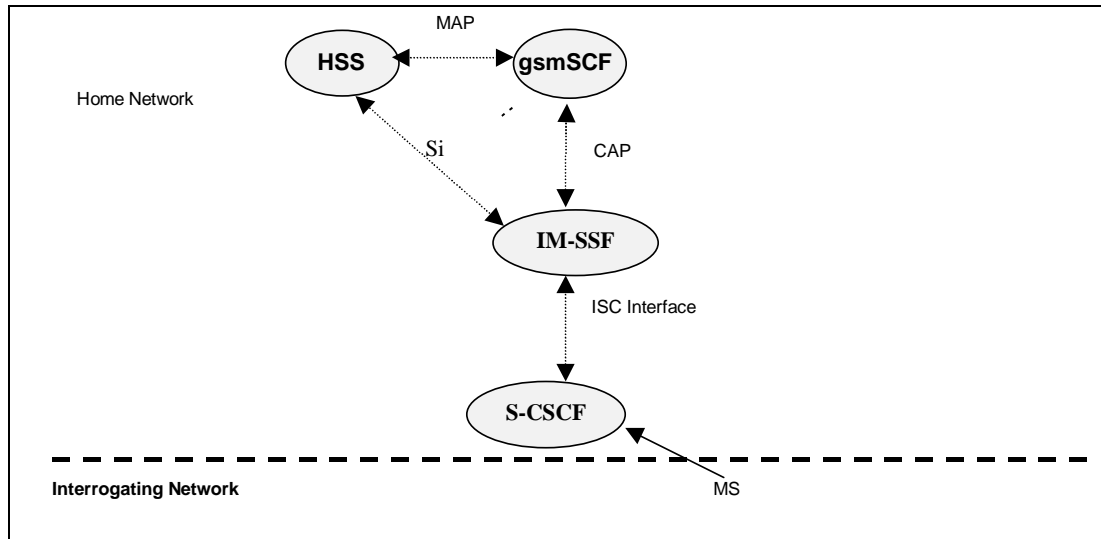 MAP
HSS
gsmSCF
Home Network
Si
CAP
IM-SSF
ISC Interface
S-CSCF
Interrogating Network
MS